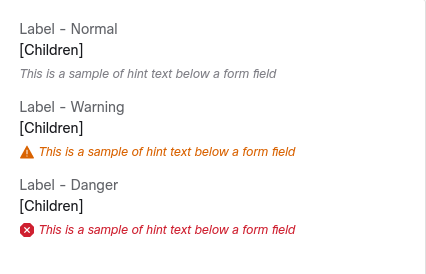 Label - Normal
[Children]
This is a sample of hint text below a form field
Label - Warning
[Children]
This is a sample of hint text below a form field
Label - Danger
[Children]
This is a sample of hint text below a form field